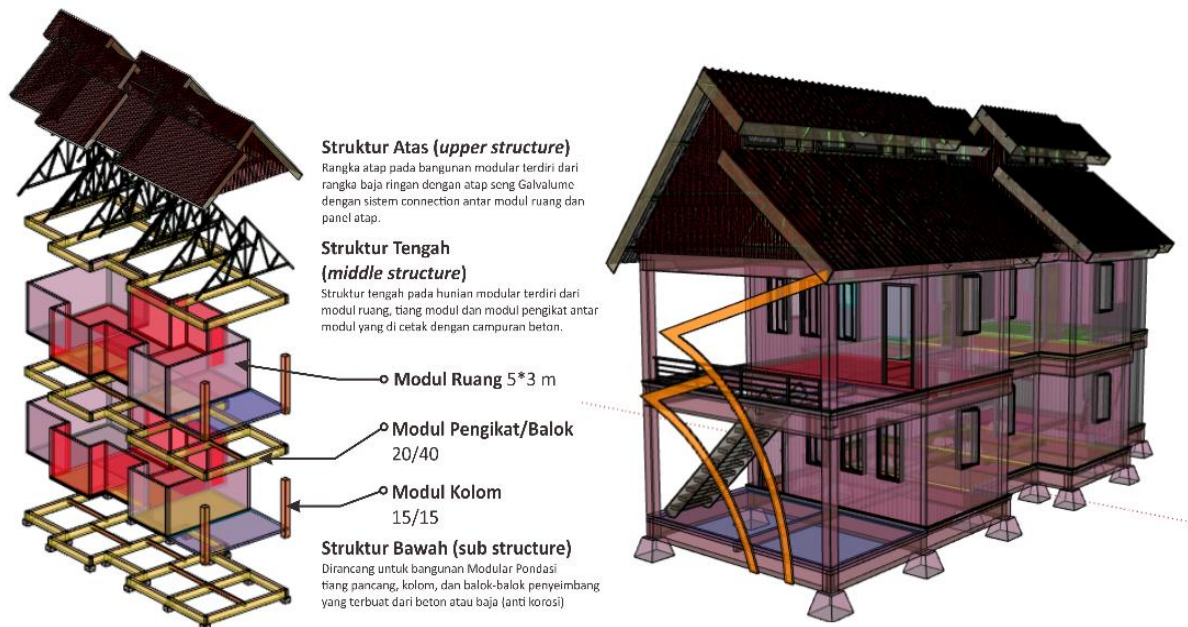 Struktur Atas (upper structure)
Rangka atap pada bangunan modular terdiri dari
rangka baja ringan dengan atap seng Galvalume
dengan sistem connection antar modul ruang dan
panel atap.
Struktur Tengah
(middle structure)
Struktur tengah pada hunian modular terdiri dari
modul ruang, tiang modul dan modul pengikat antar
modul yang di cetak dengan campuran beton.
Modul Ruang 5*3 m
Modul Pengikat/Balok
20/40
Modul Kolom
15/15
Struktur Bawah (sub structure)
Dirancang untuk bangunan Modular Pondasi
tiang pancang, kolom, dan balok-balok penyeimbang
yang terbuat dari beton atau baja (anti korosi)